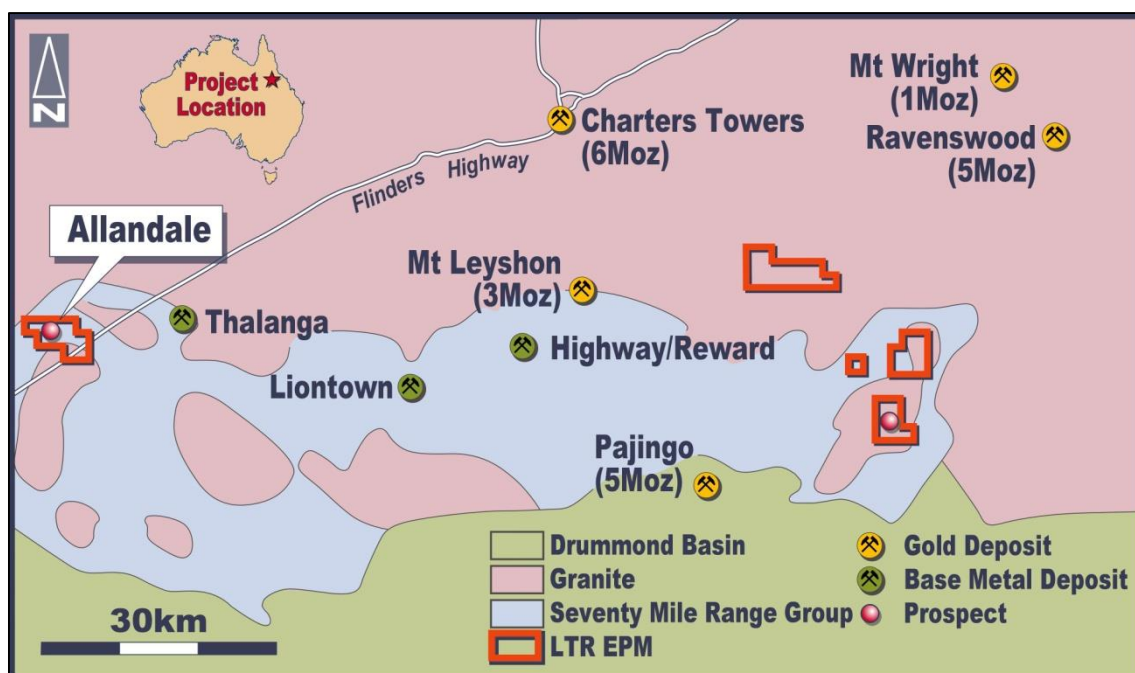 N
Project
Location
Mt Wright
(1Moz)
Charters Towers
(6Moz)
Ravenswood
(5Moz)
Flinders Highway
Allandale
Mt Leyshon
(3Moz)
Thalanga
Highway/Reward
Liontown
Pajingo
(5Moz)
Drummond Basin
Granite
Seventy Mile Range Group
LTR EPM
Gold Deposit
Base Metal Deposit
Prospect
30km